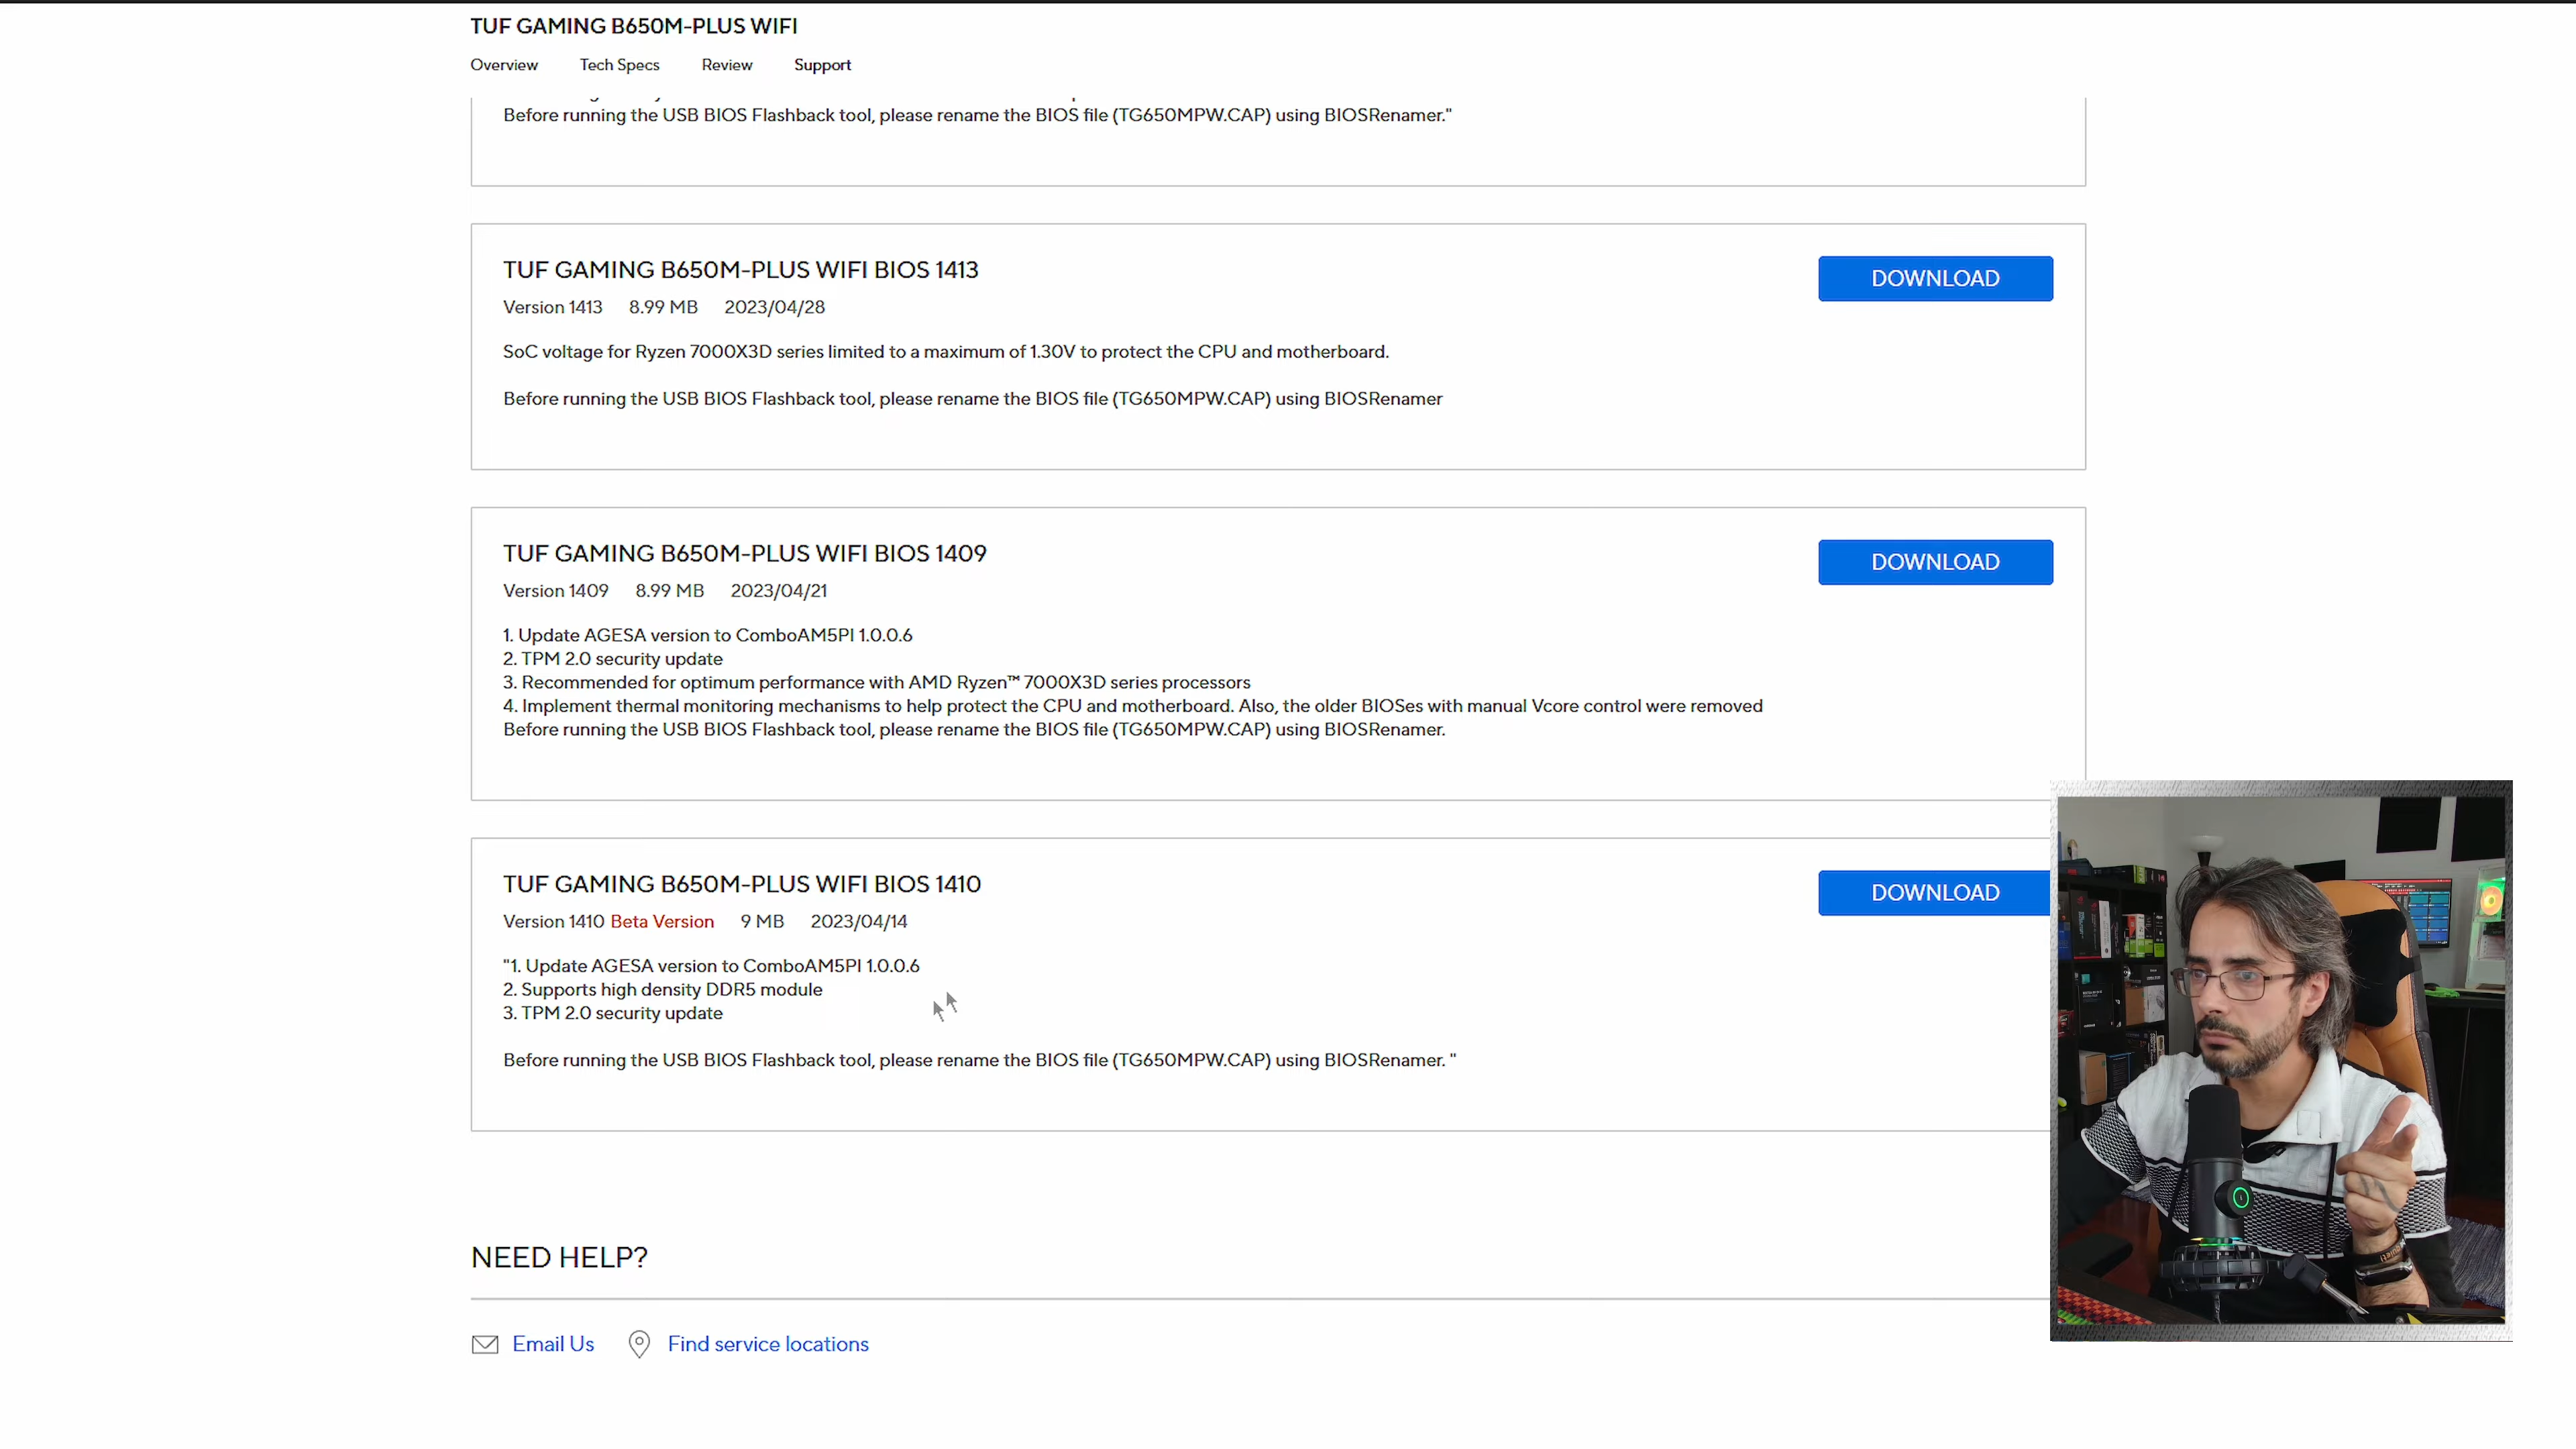 TUF GAMING B650M-PLUS WIFI
Overview Tech Specs Review Support
Before running the USB BIOS Flashback tool, please rename the BIOS file (TG650MPW.CAP) using BIOSRenamer."
TUF GAMING B650M-PLUS WIFI BIOS 1413
DOWNLOAD
Version 1413 8.99 MB 2023/04/28
SoC voltage for Ryzen 7000X3D series limited to a maximum of 1.30V to protect the CPU and motherboard.
Before running the USB BIOS Flashback tool, please rename the BIOS file (TG650MPW.CAP) using BIOSRenamer
TUF GAMING B650M-PLUS WIFI BIOS 1409
DOWNLOAD
Version 1409 8.99 MB 2023/04/21
1. Update AGESA version to ComboAM5PI 1.0.0.6
2. TPM 2.0 security update
3. Recommended for optimum performance with AMD Ryzen™ 7000X3D series processors
4. Implement thermal monitoring mechanisms to help protect the CPU and motherboard. Also, the older BIOSes with manual Vcore control were removed
Before running the USB BIOS Flashback tool, please rename the BIOS file (TG650MPW.CAP) using BIOSRenamer.
TUF GAMING B650M-PLUS WIFI BIOS 1410
DOWNLOAD
Version 1410 Beta Version 9 MB 2023/04/14
"1. Update AGESA version to ComboAM5PI 1.0.0.6
2. Supports high density DDR5 module
3. TPM 2.0 security update
Before running the USB BIOS Flashback tool, please rename the BIOS file (TG650MPW.CAP) using BIOSRenamer. "
NEED HELP?
Email Us Find service locations